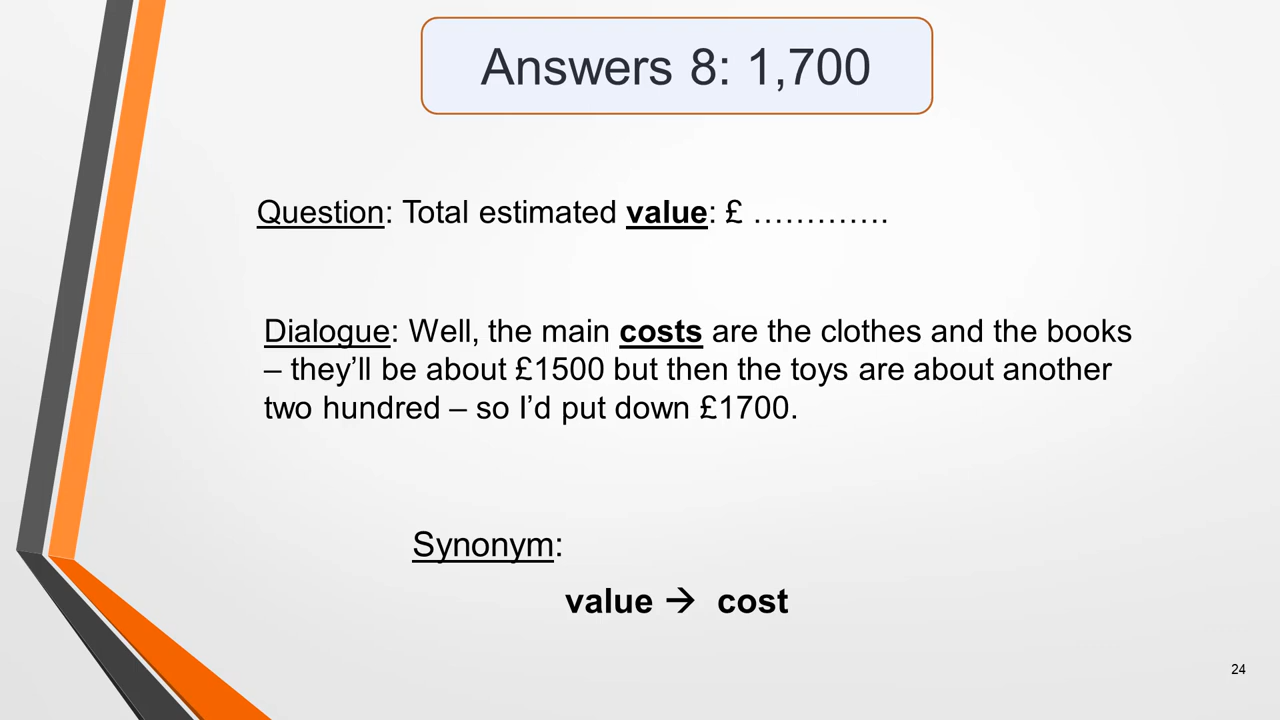 Answers 8: 1,700
Question: Total estimated value: £ ………….
Dialogue: Well, the main costs are the clothes and the books
– they’ll be about £1500 but then the toys are about another
two hundred – so I’d put down £1700.
Synonym:
value → cost
24